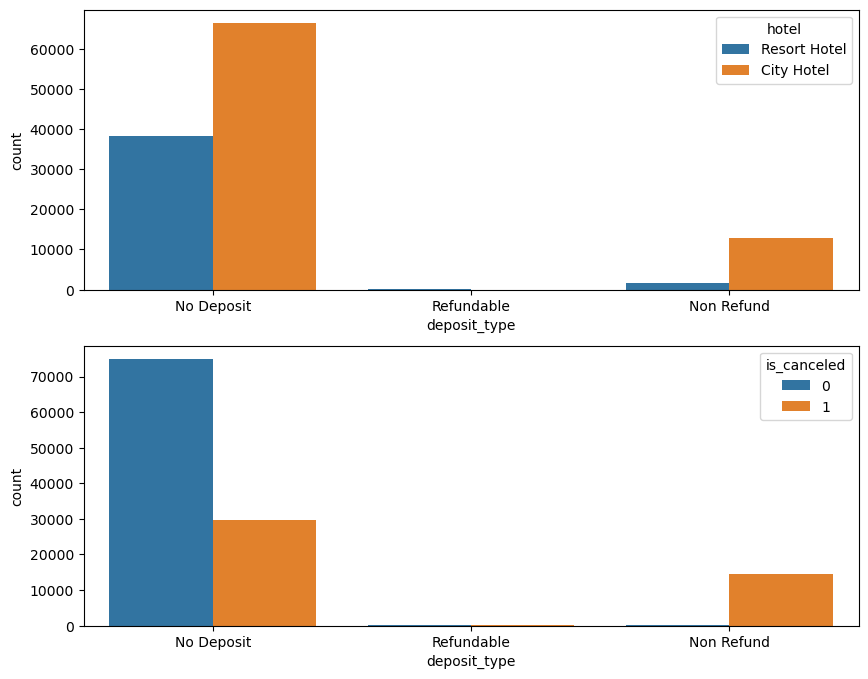 hotel
Resort Hotel
City Hotel
60000
50000
40000
30000
20000
10000
0
count
No Deposit Refundable Non Refund
deposit_type
is_canceled
0
1
70000
60000
50000
40000
30000
20000
10000
0
count
No Deposit Refundable Non Refund
deposit_type